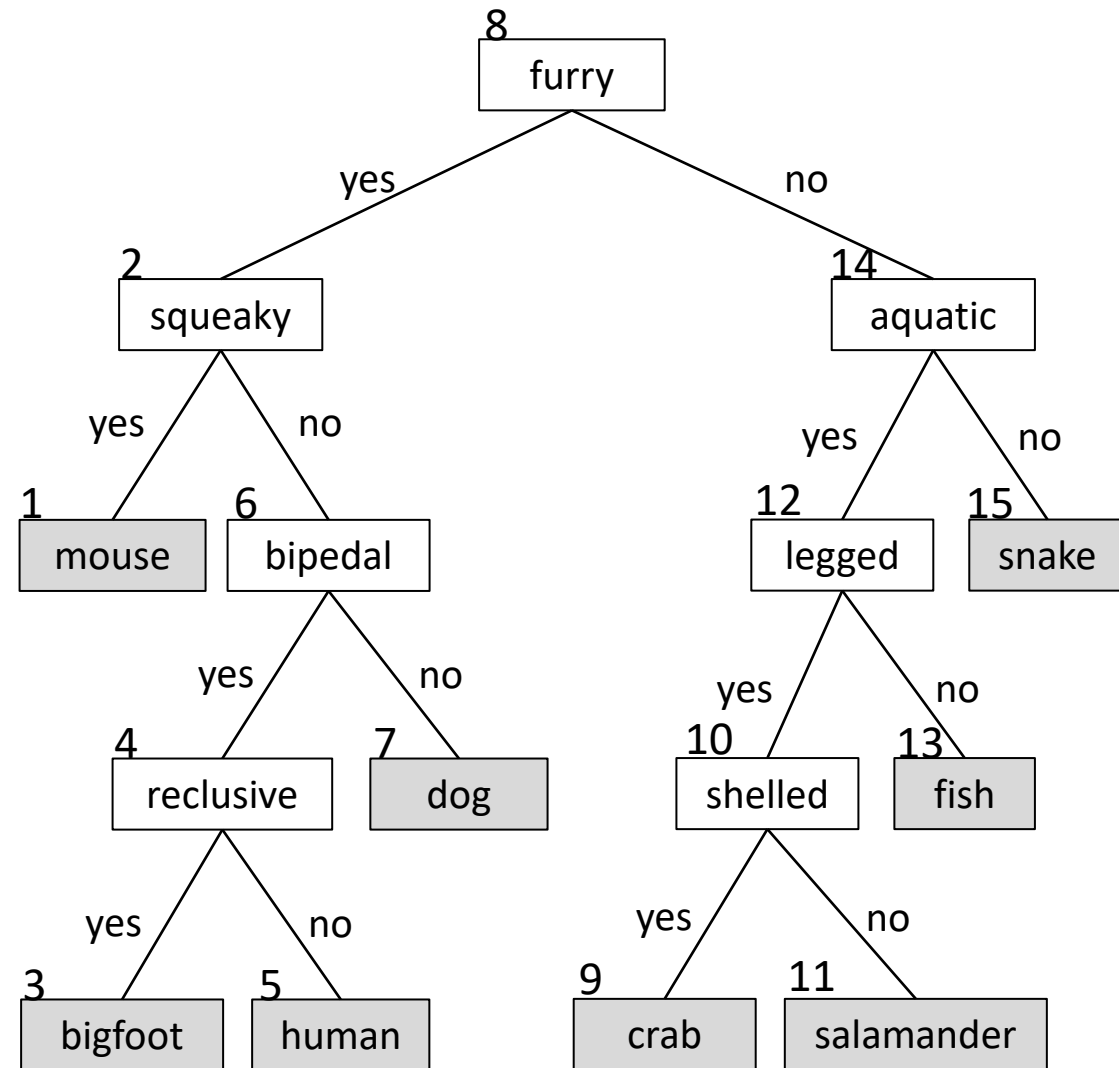 8
furry
yes
no
2
squeaky
14
aquatic
yes
no
yes
no
1
mouse
6
bipedal
12
legged
15
snake
yes
no
yes
no
4
reclusive
7
dog
10
shelled
13
fish
yes
no
yes
no
3
bigfoot
5
human
9
crab
11
salamander